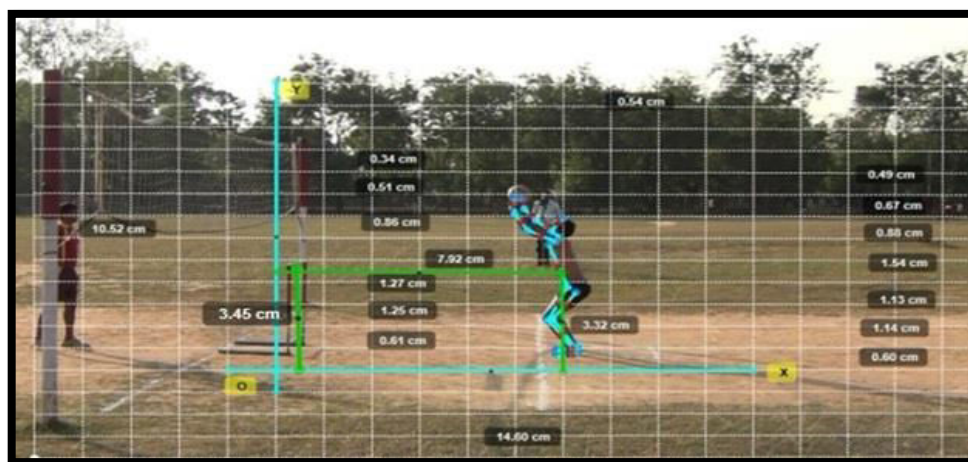 Y
0.54 cm
0.34 cm
0.49 cm
0.51 cm
0.67 cm
0.86 cm
10.52 cm
0.88 cm
7.92 cm
1.54 cm
1.27 cm
1.13 cm
3.45 cm
1.25 cm
3.32 cm
1.14 cm
0.61 cm
0.60 cm
X
O
14.60 cm